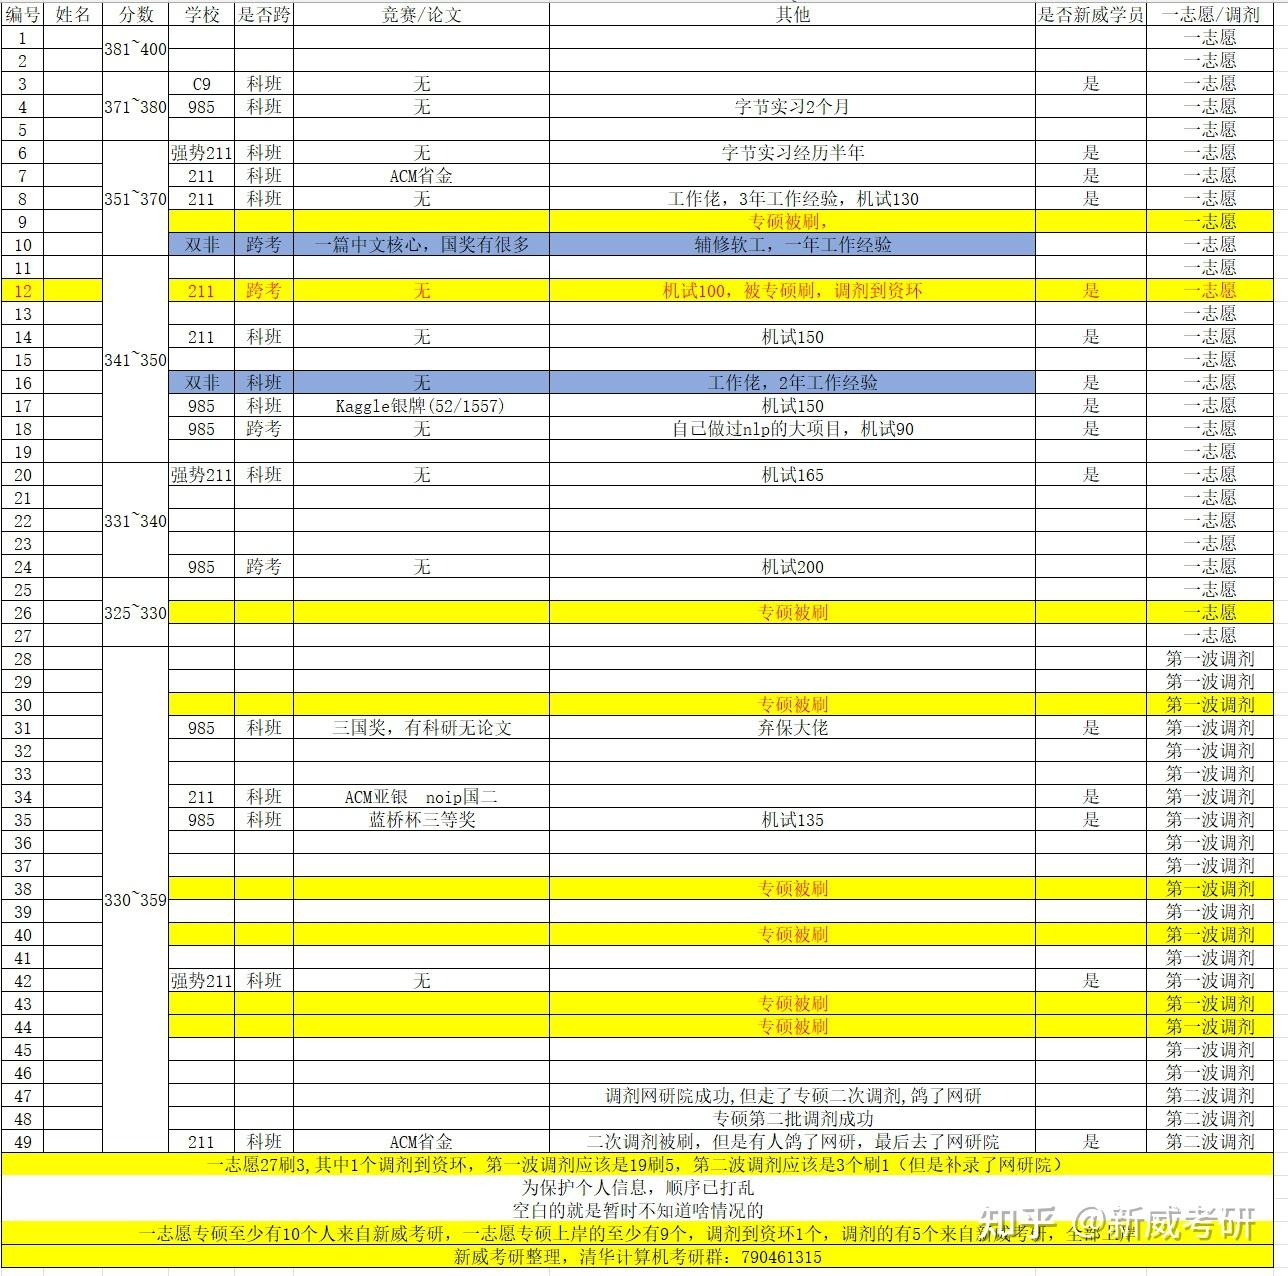 编号 姓名 分数 学校 是否跨 竞赛/论文 其他 是否新威学员 一志愿/调剂
1 381~400 一志愿
2 一志愿
3 371~380 C9 科班 无 是 一志愿
4 985 科班 无 字节实习2个月 一志愿
5 一志愿
6 351~370 强势211 科班 无 字节实习经历半年 是 一志愿
7 211 科班 ACM省金 是 一志愿
8 211 科班 无 工作佬，3年工作经验，机试130 是 一志愿
9 专硕被刷， 一志愿
10 双非 跨考 一篇中文核心，国奖有很多 辅修软工，一年工作经验 一志愿
11 341~350 一志愿
12 211 跨考 无 机试100，被专硕刷，调剂到资环 是 一志愿
13 一志愿
14 211 科班 无 机试150 是 一志愿
15 一志愿
16 双非 科班 无 工作佬，2年工作经验 是 一志愿
17 985 科班 Kaggle银牌(52/1557) 机试150 是 一志愿
18 985 跨考 无 自己做过nlp的大项目，机试90 是 一志愿
19 一志愿
20 331~340 强势211 科班 无 机试165 是 一志愿
21 一志愿
22 一志愿
23 一志愿
24 985 跨考 无 机试200 一志愿
25 325~330 一志愿
26 专硕被刷 一志愿
27 一志愿
28 330~359 第一波调剂
29 第一波调剂
30 专硕被刷 第一波调剂
31 985 科班 三国奖，有科研无论文 弃保大佬 是 第一波调剂
32 第一波调剂
33 第一波调剂
34 211 科班 ACM亚银 noip国二 是 第一波调剂
35 985 科班 蓝桥杯三等奖 机试135 是 第一波调剂
36 第一波调剂
37 第一波调剂
38 专硕被刷 第一波调剂
39 第一波调剂
40 专硕被刷 第一波调剂
41 第一波调剂
42 强势211 科班 无 是 第一波调剂
43 专硕被刷 第一波调剂
44 专硕被刷 第一波调剂
45 第一波调剂
46 第一波调剂
47 调剂网研院成功,但走了专硕二次调剂,鸽了网研 第二波调剂
48 专硕第二批调剂成功 第二波调剂
49 211 科班 ACM省金 二次调剂被刷，但是有人鸽了网研，最后去了网研院 是 第二波调剂
一志愿27刷3,其中1个调剂到资环，第一波调剂应该是19刷5，第二波调剂应该是3个刷1（但是补录了网研院）
为保护个人信息，顺序已打乱
空白的就是暂时不知道啥情况的
一志愿专硕至少有10个人来自新威考研，一志愿专硕上岸的至少有9个，调剂到资环1个，调剂的有5个来自新威考研，全部上岸
新威考研整理，清华计算机考研群：790461315
知乎 @新威考研